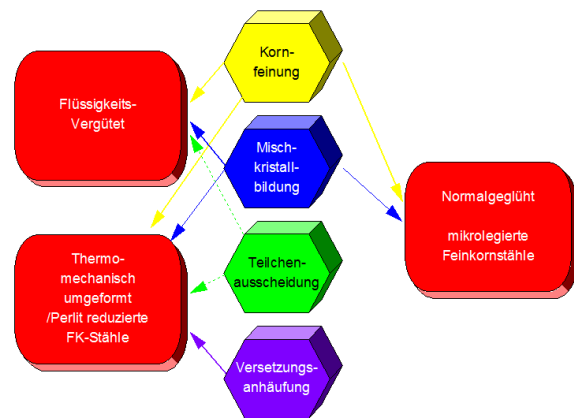 Korn-
feinung
Flüssigkeits-
Vergütet
Misch-
kristall-
bildung
Normalgeglüht
mikrolegierte
Feinkornstähle
Teilchen-
ausscheidung
Thermo-
mechanisch
umgeformt
/Perlit reduzierte
FK-Stähle
Versetzungs-
anhäufung